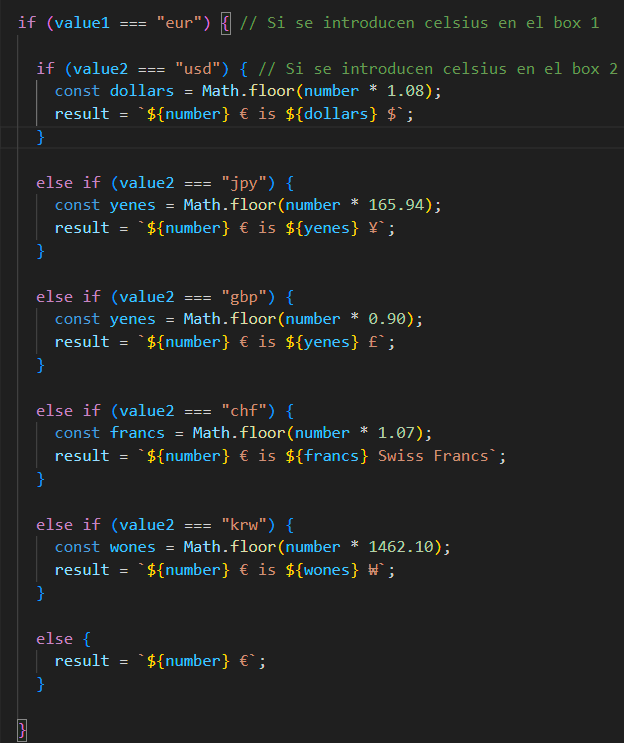 if (value1 === "eur") { // Si se introducen celsius en el box 1
if (value2 === "usd") { // Si se introducen celsius en el box 2
const dollars = Math.floor(number * 1.08);
result = `${number} € is ${dollars} $`;
}
else if (value2 === "jpy") {
const yenes = Math.floor(number * 165.94);
result = `${number} € is ${yenes} ¥`;
}
else if (value2 === "gbp") {
const yenes = Math.floor(number * 0.90);
result = `${number} € is ${yenes} £`;
}
else if (value2 === "chf") {
const francs = Math.floor(number * 1.07);
result = `${number} € is ${francs} Swiss Francs`;
}
else if (value2 === "krw") {
const wones = Math.floor(number * 1462.10);
result = `${number} € is ${wones} ₩`;
}
else {
result = `${number} €`;
}
}